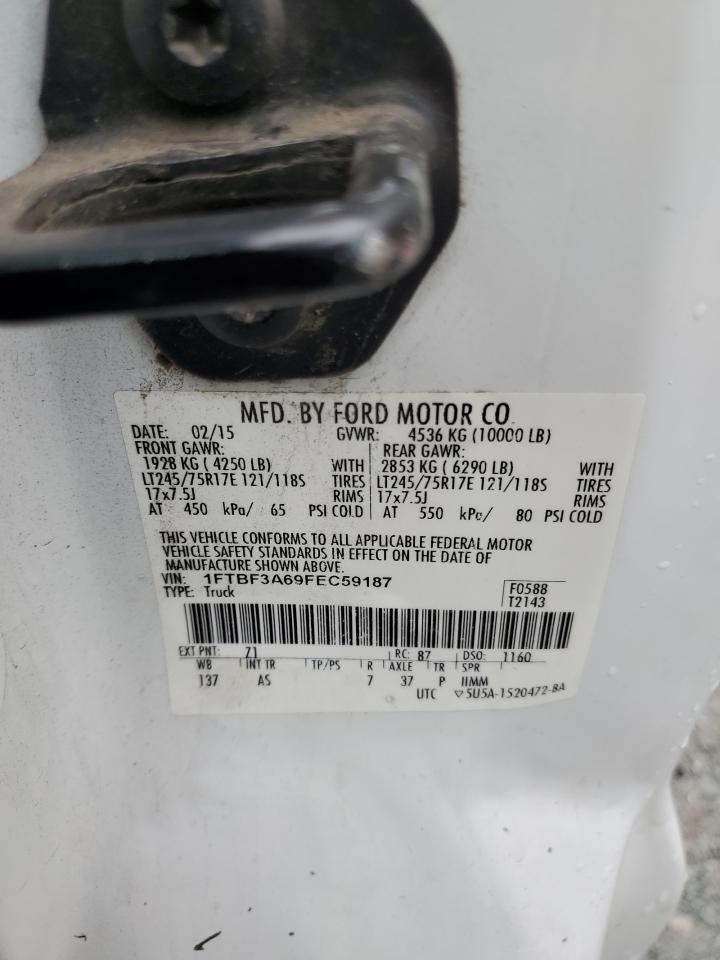 MFD. BY FORD MOTOR CO.
DATE: 02/15 GVWR: 4536 KG (10000 LB)
FRONT GAWR: REAR GAWR:
1928 KG ( 4250 LB) WITH 2853 KG ( 6290 LB) WITH
LT245/75R17E 121/118S TIRES LT245/75R17E 121/118S TIRES
17x7.5J RIMS 17x7.5J RIMS
AT 450 kPa/ 65 PSI COLD AT 550 kPa/ 80 PSI COLD
THIS VEHICLE CONFORMS TO ALL APPLICABLE FEDERAL MOTOR
VEHICLE SAFETY STANDARDS IN EFFECT ON THE DATE OF
MANUFACTURE SHOWN ABOVE.
VIN: 1FTBF3A69FEC59187
TYPE: Truck
F0588
T2143
EXT PNT: Z1 RC: 87 DSO: 1160
WB INT TR TP/PS R AXLE TR SPR
137 AS 7 37 P IIMM
UTC ▽5U5A-1520472-BA